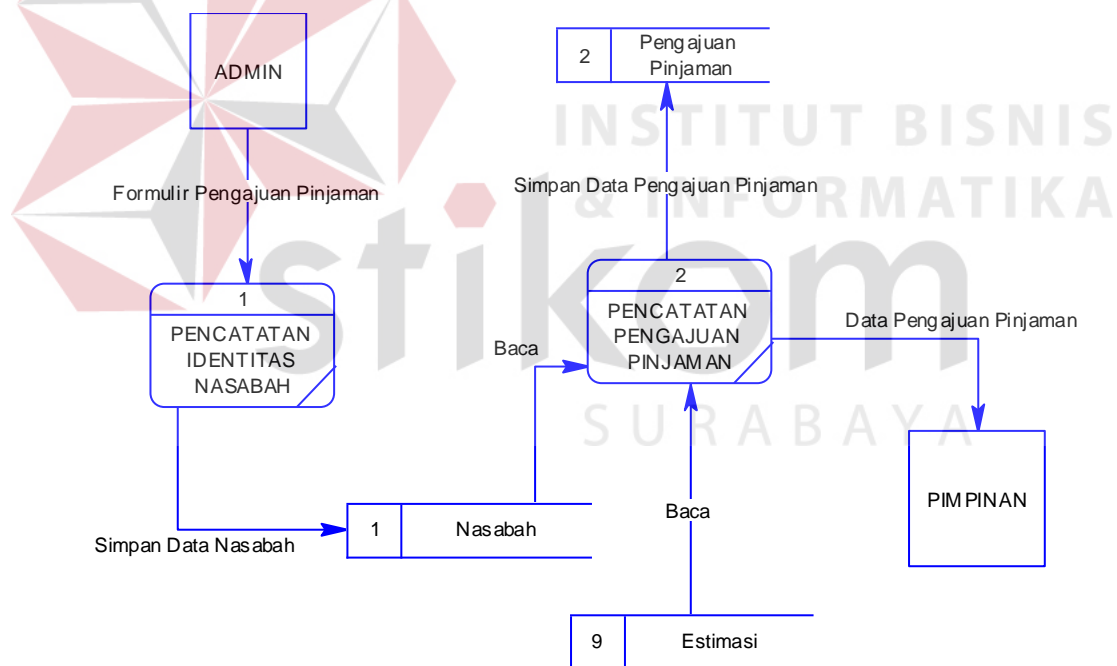 ADMIN
2
Pengajuan
Pinjaman
INSTITUT BISNIS
Formulir Pengajuan Pinjaman
Simpan Data Pengajuan Pinjaman
& INFORMATIKA
stikom
1
PENCATATAN
IDENTITAS
NASABAH
2
PENCATATAN
PENGAJUAN
PINJAMAN
Data Pengajuan Pinjaman
Baca
SURABAYA
PIMPINAN
1
Nasabah
Baca
Simpan Data Nasabah
9
Estimasi